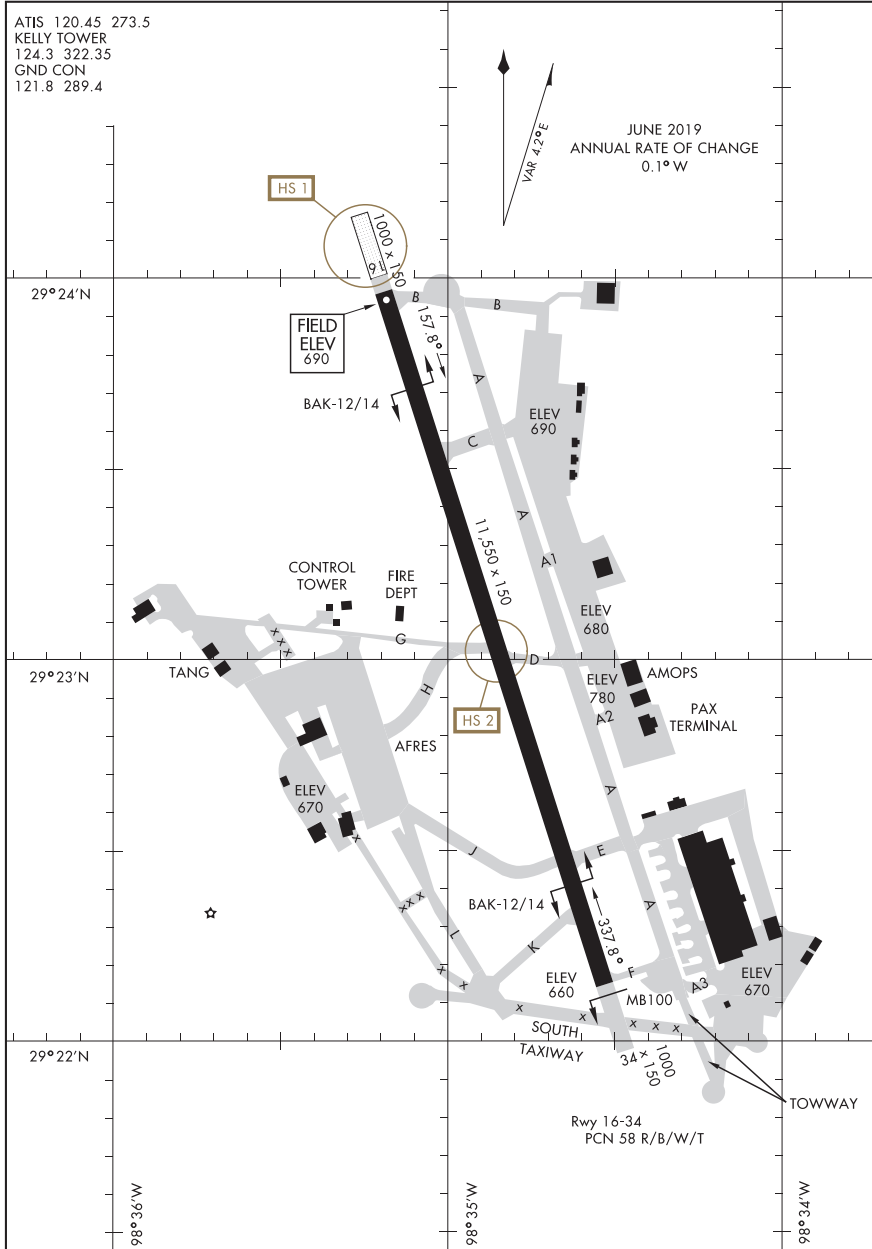 ATIS 120.45 273.5
KELLY TOWER
124.3 322.35
GND CON
121.8 289.4
VAR 4.2° E
JUNE 2019
ANNUAL RATE OF CHANGE
0.1° W
HS 1
1000 x 150
16
29°24'N
B
B
FIELD
ELEV
690
157.8°
A
BAK-12/14
ELEV
690
C
A
11,550 x 150
A1
CONTROL
TOWER
FIRE
DEPT
ELEV
680
G
x
x
x
29°23'N
TANG
D
ELEV
780
AMOPS
H
HS 2
A2
PAX
TERMINAL
AFRES
ELEV
670
A
x
J
E
BAK-12/14
x x x
A
337.8°
L
K
ELEV
660
F
x
x
MB100
A3
ELEV
670
x
x
x x x
SOUTH
TAXIWAY
29°22'N
34
1000
x 150
TOWWAY
Rwy 16-34
PCN 58 R/B/W/T
98°36'W
98°35'W
98°34'W